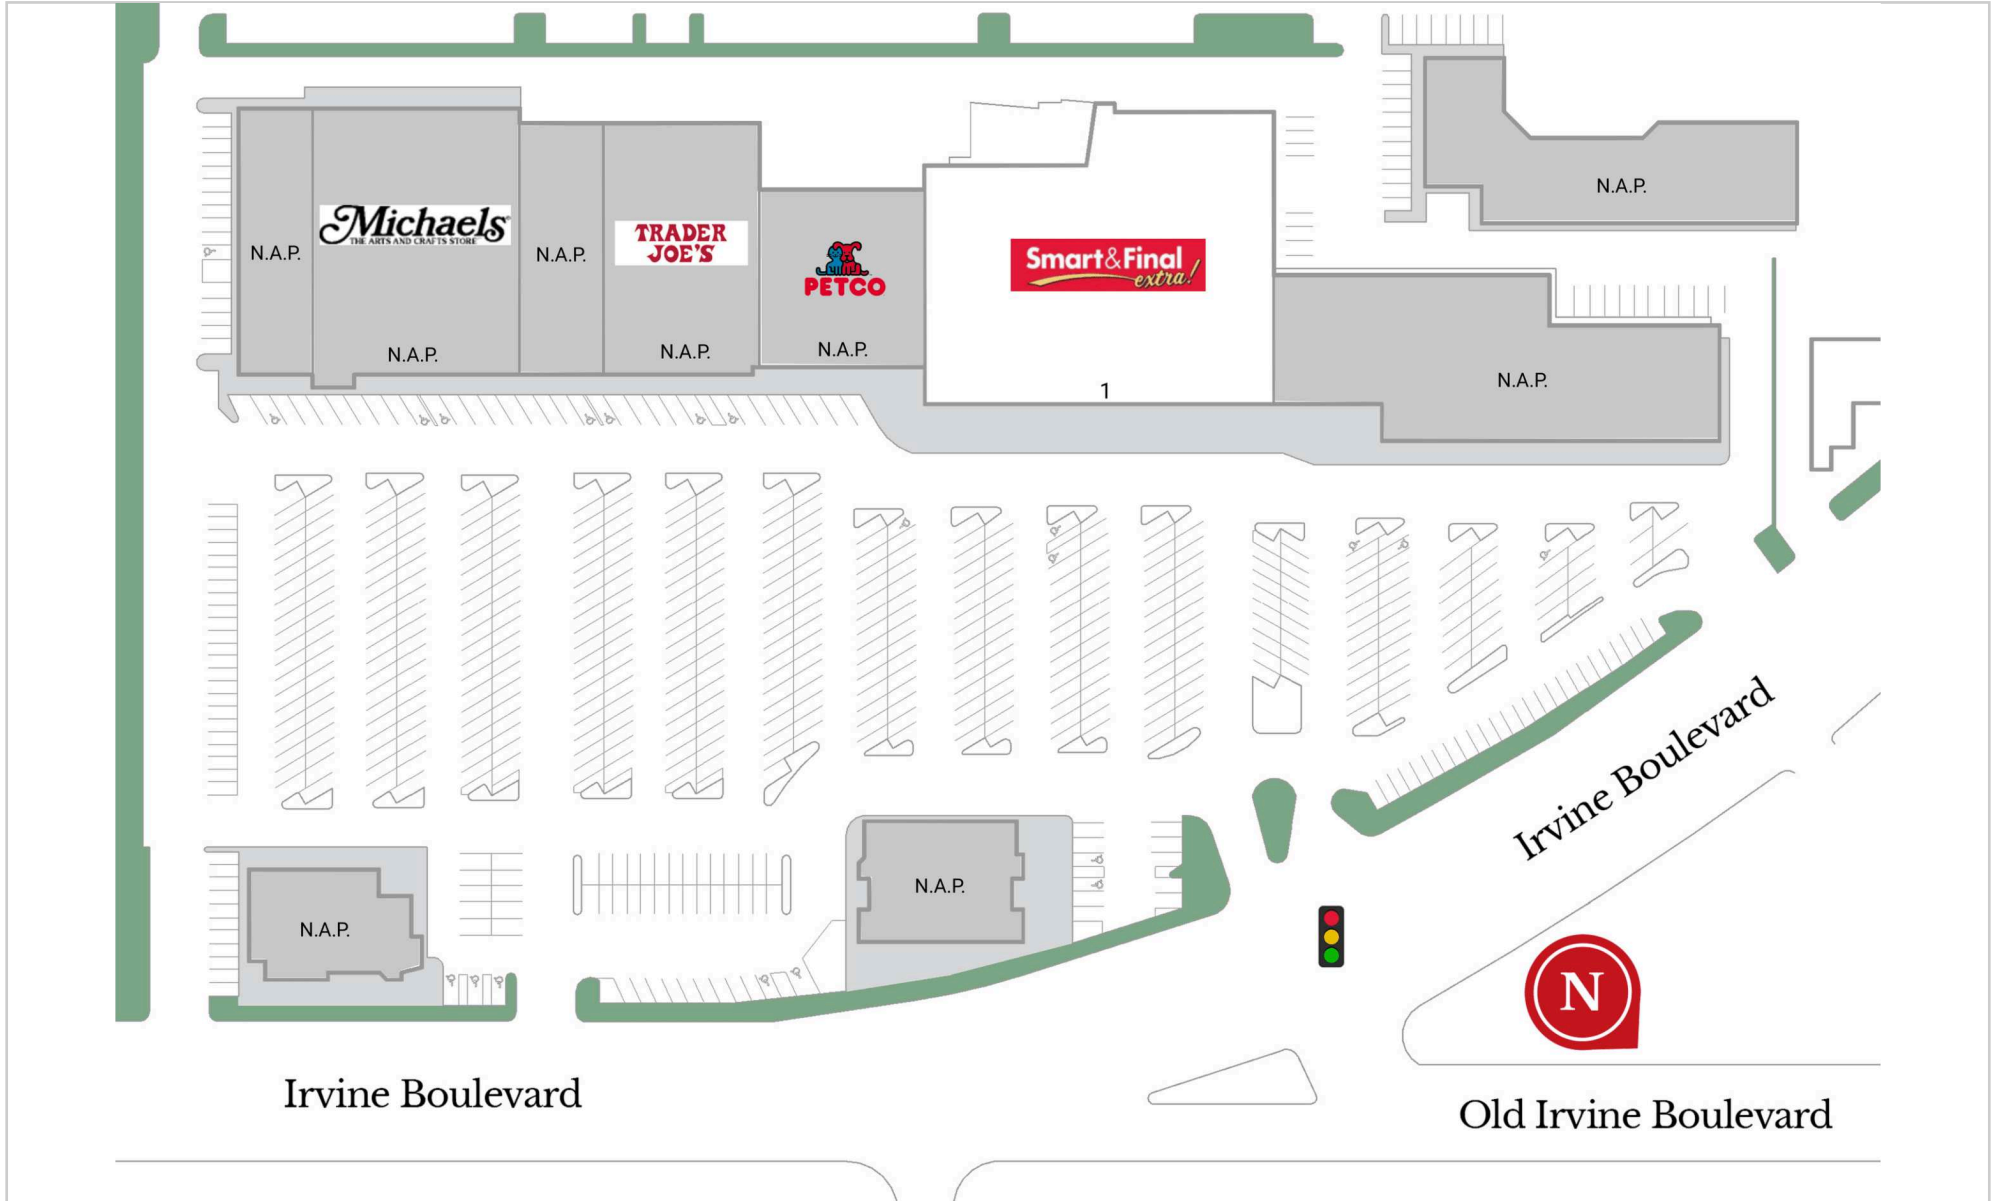 N.A.P.
Michaels
THE ARTS AND CRAFTS STORE
N.A.P.
N.A.P.
TRADER
JOE'S
N.A.P.
PETCO
N.A.P.
Smart&Final
extra!
1
N.A.P.
N.A.P.
N.A.P.
N.A.P.
Irvine Boulevard
N
Irvine Boulevard
Old Irvine Boulevard